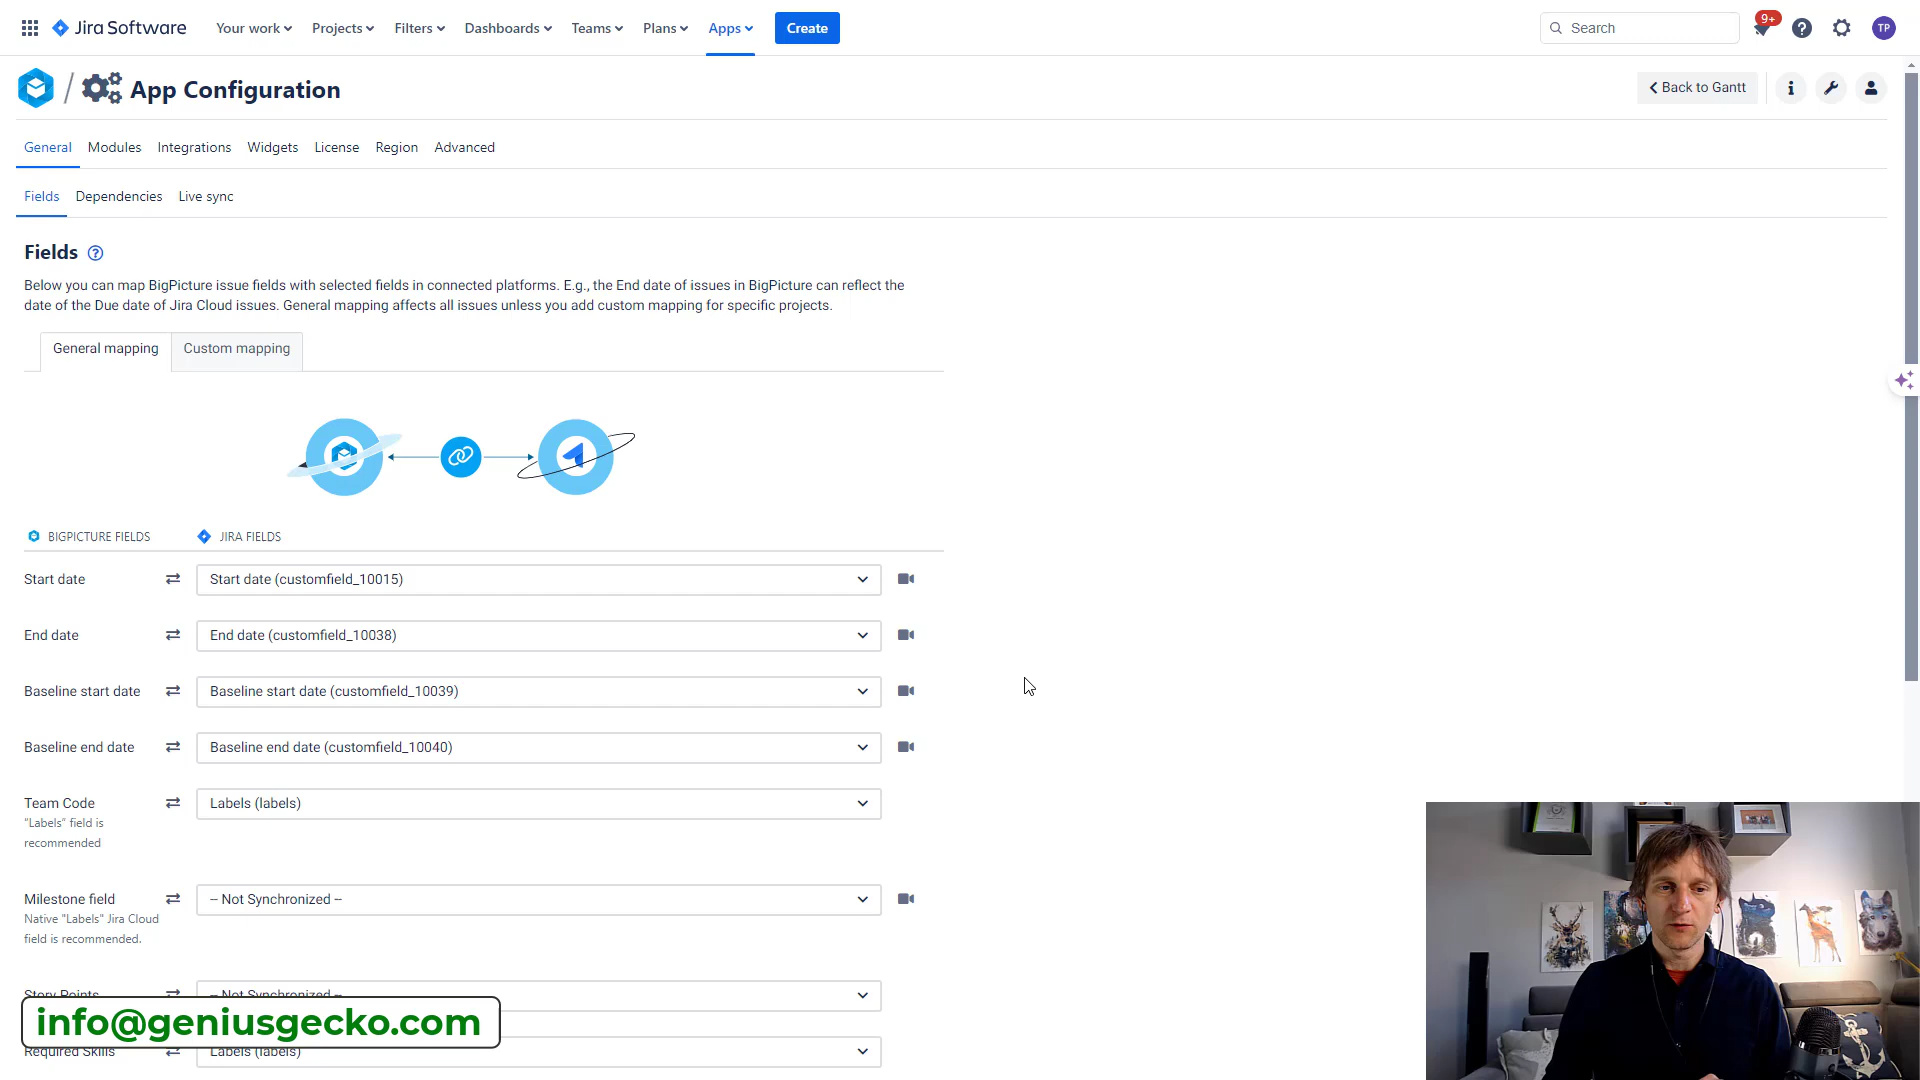 Jira Software
Your work
Projects
Filters
Dashboards
Teams
Plans
Apps
Create
Search
9+
TP
/ App Configuration
Back to Gantt
General
Modules
Integrations
Widgets
License
Region
Advanced
Fields
Dependencies
Live sync
Fields
Below you can map BigPicture issue fields with selected fields in connected platforms. E.g., the End date of issues in BigPicture can reflect the
date of the Due date of Jira Cloud issues. General mapping affects all issues unless you add custom mapping for specific projects.
General mapping
Custom mapping
BIGPICTURE FIELDS
JIRA FIELDS
Start date
Start date (customfield_10015)
End date
End date (customfield_10038)
Baseline start date
Baseline start date (customfield_10039)
Baseline end date
Baseline end date (customfield_10040)
Team Code
Labels (labels)
"Labels" field is
recommended
Milestone field
-- Not Synchronized --
Native "Labels" Jira Cloud
field is recommended.
Story Points
-- Not Synchronized --
info@geniusgecko.com
Required Skills
Labels (labels)